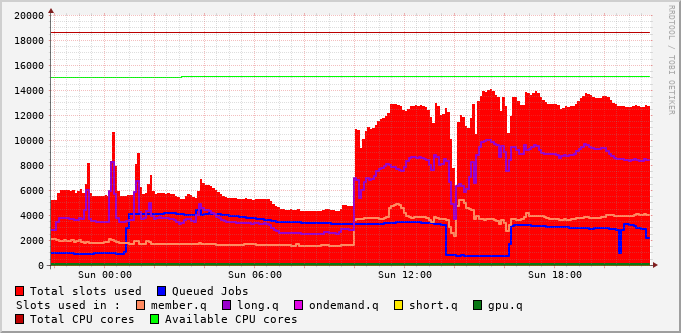 20000
18000
16000
14000
12000
10000
8000
6000
4000
2000
0
Sun 00:00 Sun 06:00 Sun 12:00 Sun 18:00
RRDTOOL / TOBI OETIKER
Total slots used Queued Jobs
Slots used in : member.q long.q ondemand.q short.q gpu.q
Total CPU cores Available CPU cores